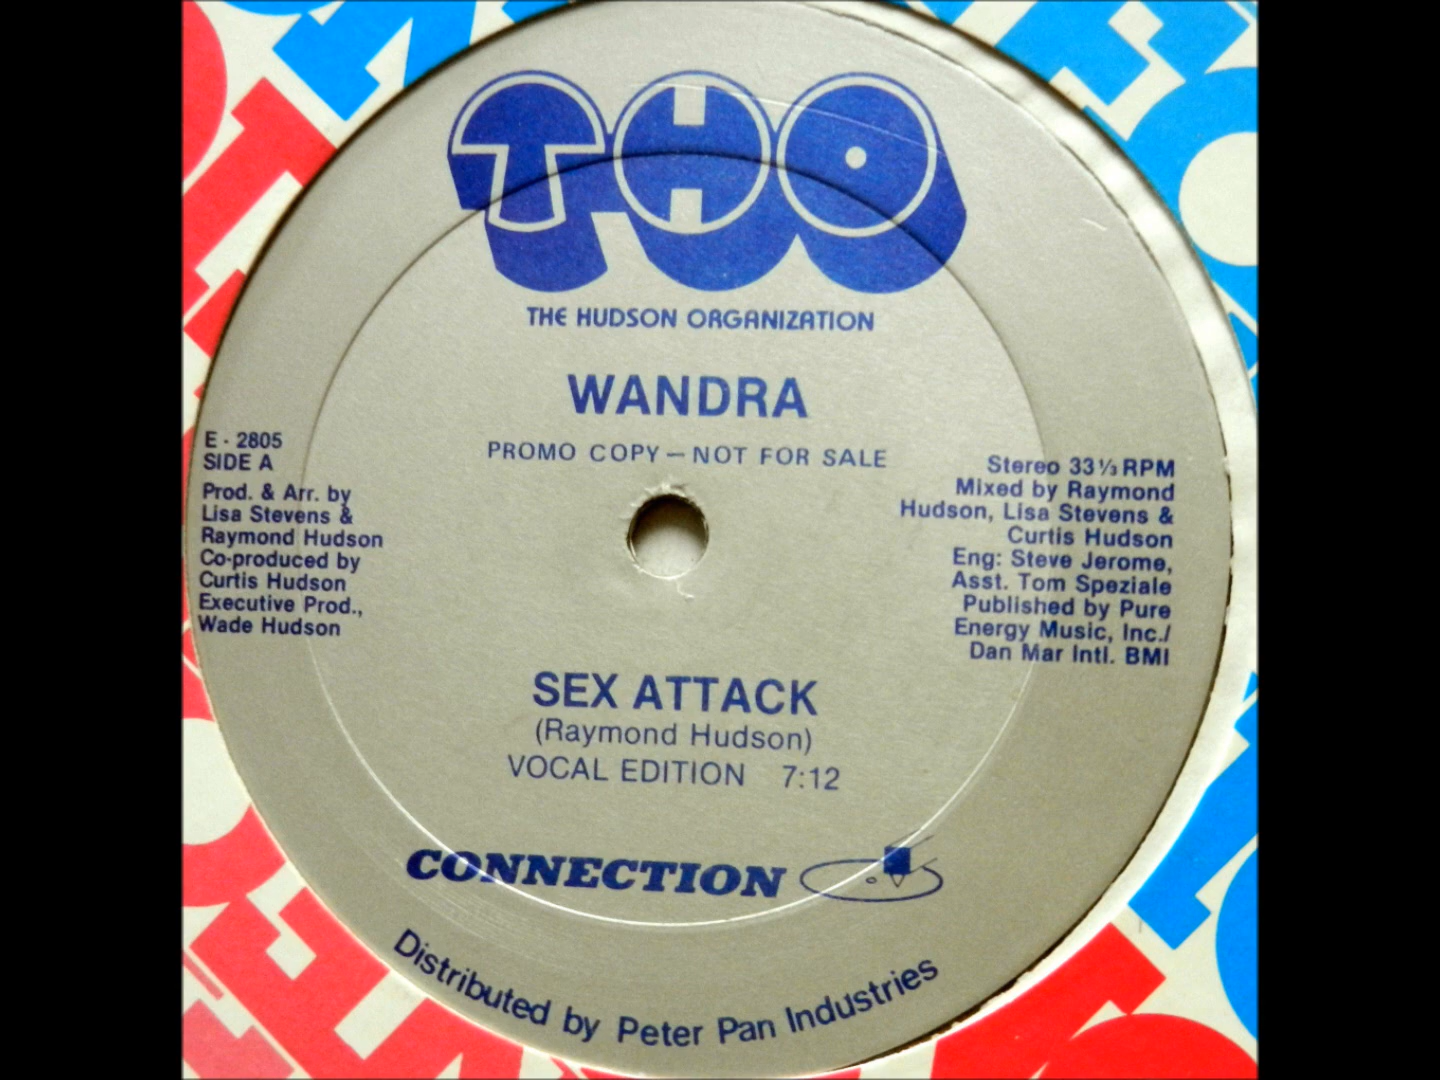 THO
THE HUDSON ORGANIZATION
WANDRA
PROMO COPY — NOT FOR SALE
E - 2805
SIDE A
Prod. & Arr. by
Lisa Stevens &
Raymond Hudson
Co-produced by
Curtis Hudson
Executive Prod.,
Wade Hudson
Stereo 33 1/3 RPM
Mixed by Raymond
Hudson, Lisa Stevens &
Curtis Hudson
Eng: Steve Jerome,
Asst. Tom Speziale
Published by Pure
Energy Music, Inc./
Dan Mar Intl. BMI
SEX ATTACK
(Raymond Hudson)
VOCAL EDITION 7:12
CONNECTION
Distributed by Peter Pan Industries